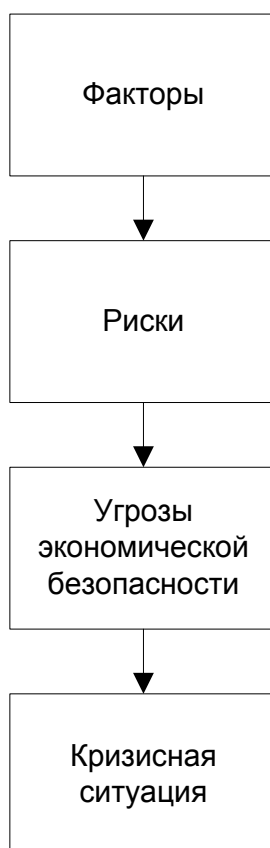 Факторы
Риски
Угрозы
экономической
безопасности
Кризисная
ситуация